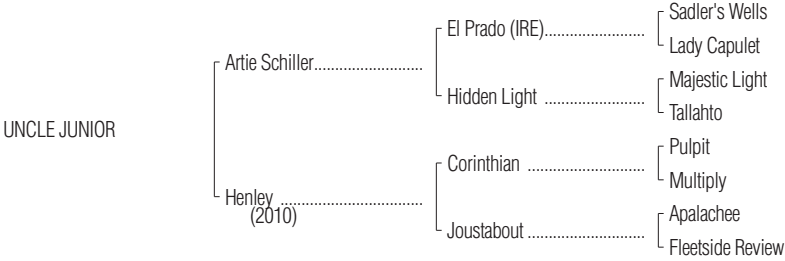 Sadler's Wells
El Prado (IRE)........................
Lady Capulet
Artie Schiller..........................
Majestic Light
Hidden Light ........................
Tallahto
UNCLE JUNIOR
Pulpit
Corinthian ............................
Multiply
Henley ..................................
(2010)
Apalachee
Joustabout ............................
Fleetside Review